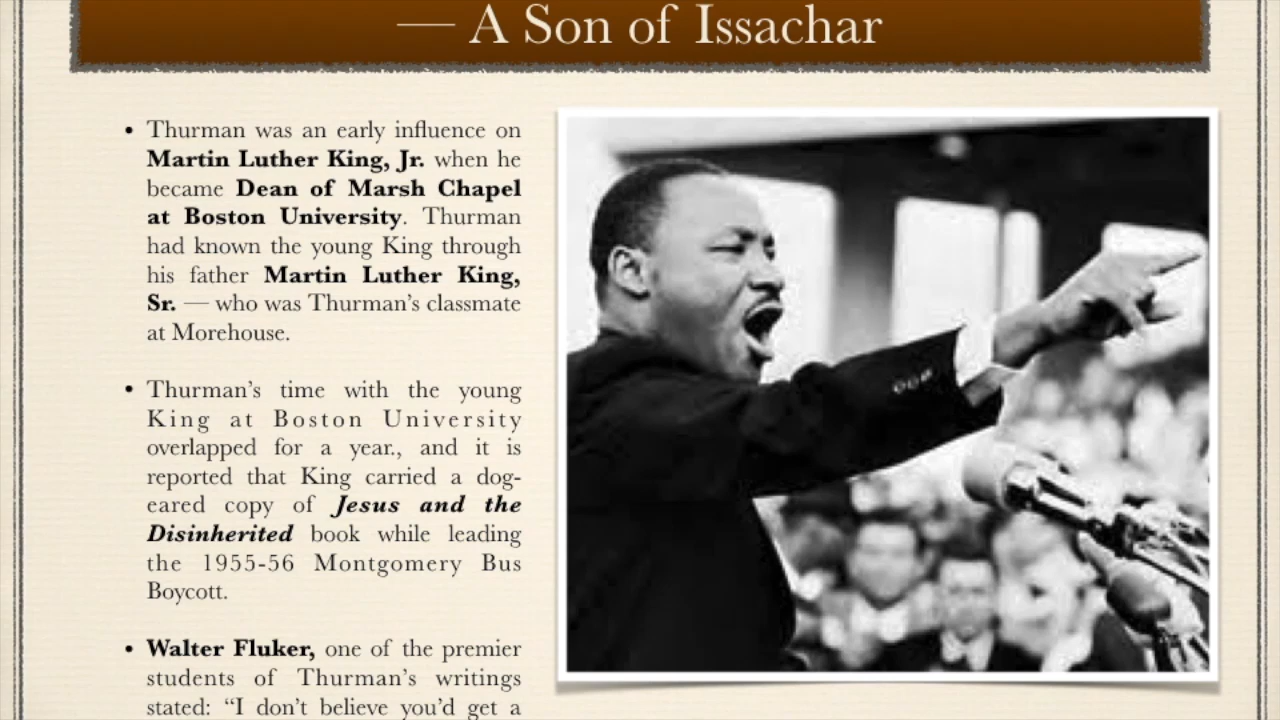 — A Son of Issachar
• Thurman was an early influence on
Martin Luther King, Jr. when he
became Dean of Marsh Chapel
at Boston University. Thurman
had known the young King through
his father Martin Luther King,
Sr. — who was Thurman’s classmate
at Morehouse.
• Thurman’s time with the young
King at Boston University
overlapped for a year., and it is
reported that King carried a dog-
eared copy of Jesus and the
Disinherited book while leading
the 1955-56 Montgomery Bus
Boycott.
• Walter Fluker, one of the premier
students of Thurman’s writings
stated: “I don’t believe you’d get a